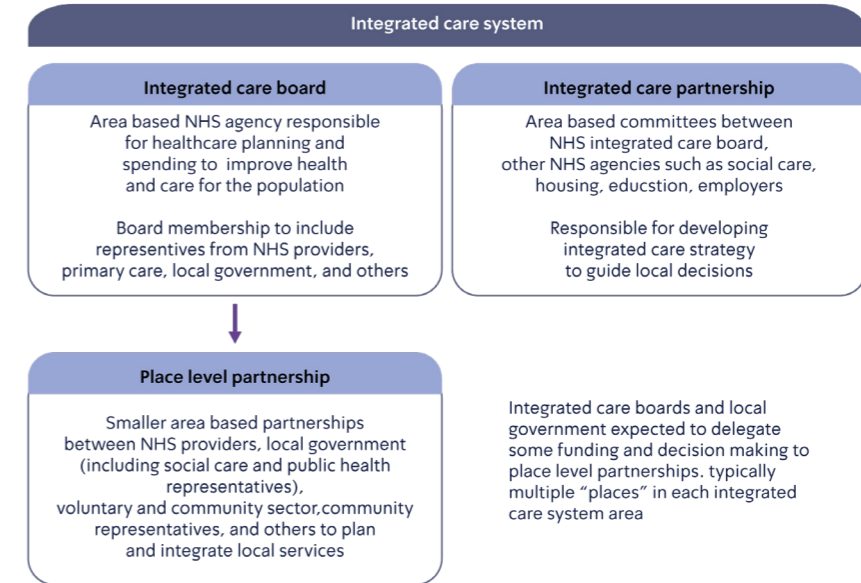 Integrated care system
Integrated care board
Area based NHS agency responsible
for healthcare planning and
spending to improve health
and care for the population
Board membership to include
representives from NHS providers,
primary care, local government, and others
Integrated care partnership
Area based committees between
NHS integrated care board,
other NHS agencies such as social care,
housing, educstion, employers
Responsible for developing
integrated care strategy
to guide local decisions
Place level partnership
Smaller area based partnerships
between NHS providers, local government
(including social care and public health
representatives),
voluntary and community sector,community
representatives, and others to plan
and integrate local services
Integrated care boards and local
government expected to delegate
some funding and decision making to
place level partnerships. typically
multiple “places” in each integrated
care system area